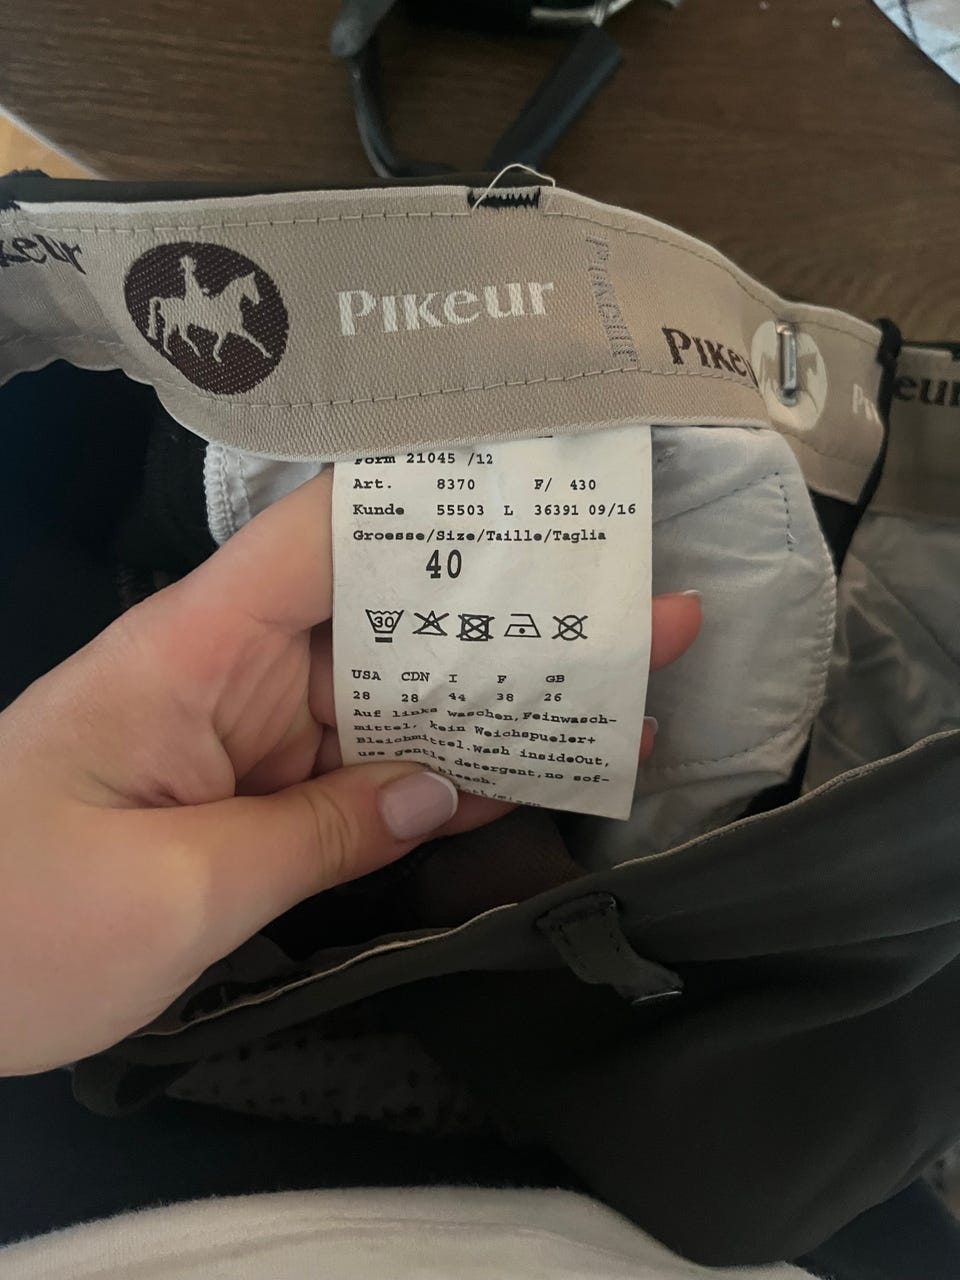 Pikeur
Pikeur
Form 21045 /12
Art. 8370 F/ 430
Kunde 55503 L 36391 09/16
Groesse/Size/Taille/Taglia
40
30
USA CDN I F GB
28 28 44 38 26
Auf links waschen,Feinwasch-
mittel, kein Weichspueler+
Bleichmittel.Wash insideOut,
use gentle detergent,no sof-
bleach.